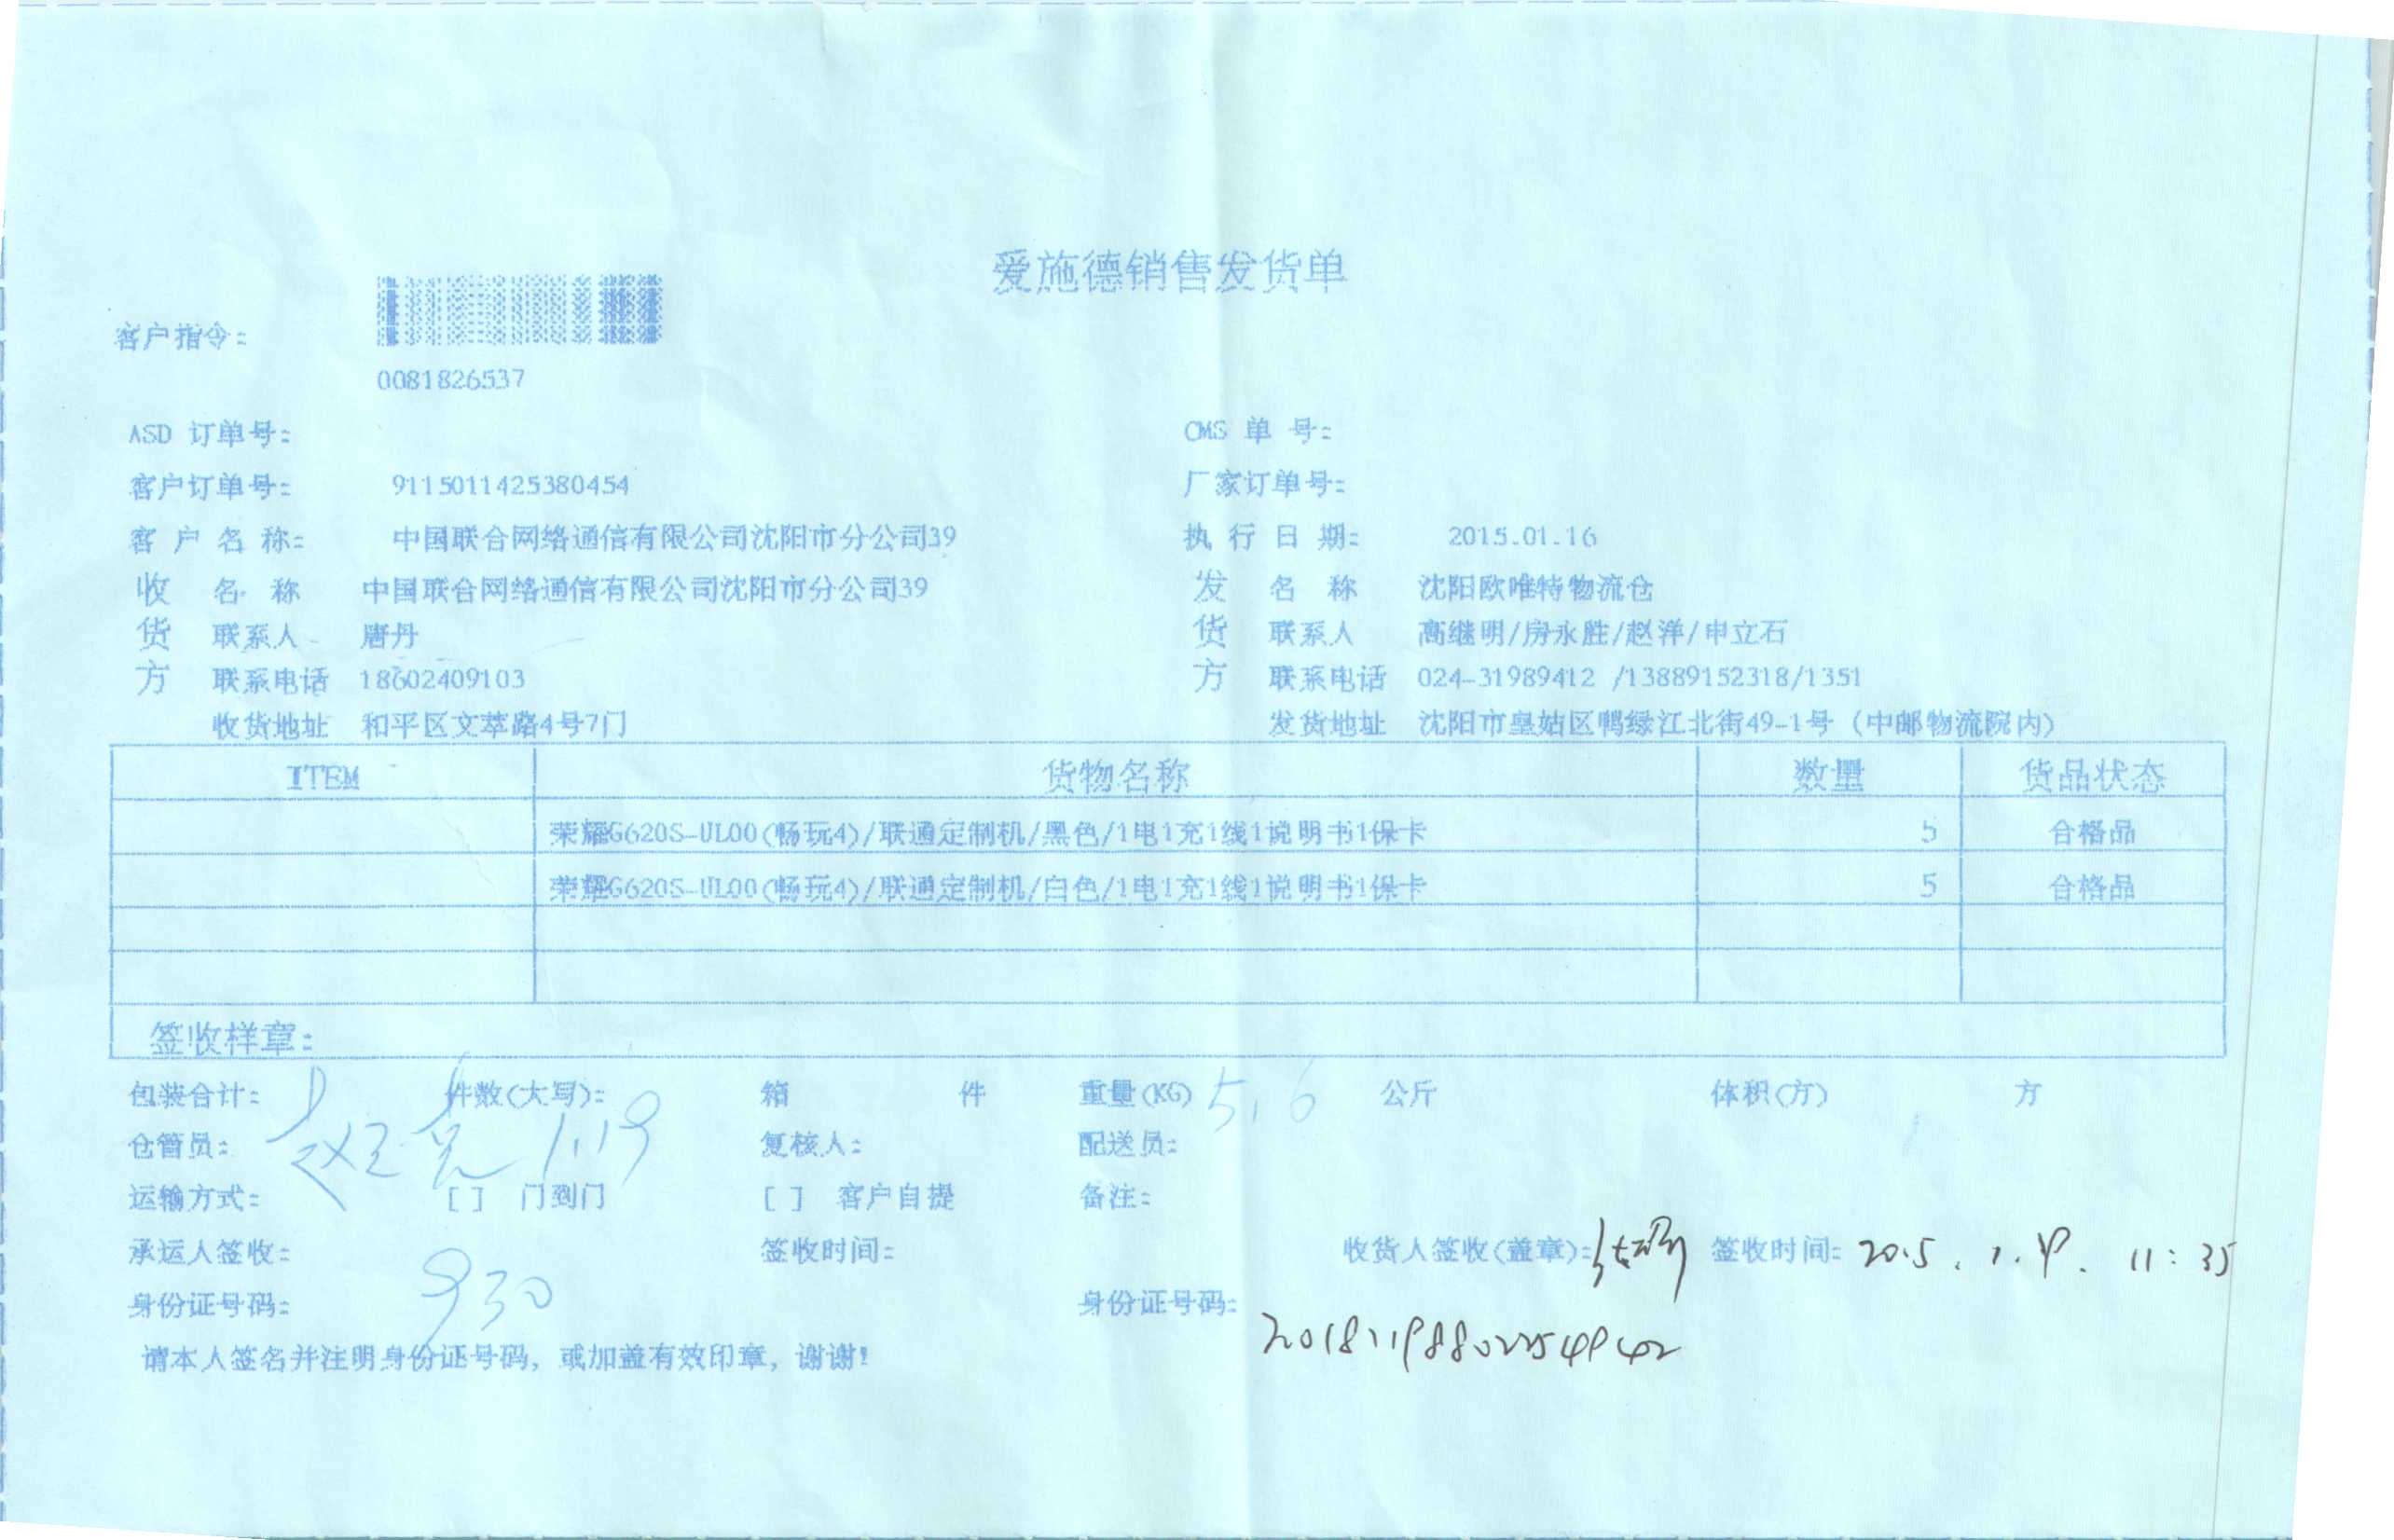 爱施德销售发货单
客户指令:
0081826537
ASD 订单号: CMS 单 号:
客户订单号: 9115011425380454 厂家订单号:
客 户 名 称: 中国联合网络通信有限公司沈阳市分公司39 执 行 日 期: 2015.01.16
收 名 称 中国联合网络通信有限公司沈阳市分公司39 发 名 称 沈阳欧唯特物流仓
货 联系人 唐丹 货 联系人 高继明/房永胜/赵洋/申立石
方 联系电话 18602409103 方 联系电话 024-31989412 /13889152318/1351
收货地址 和平区文萃路4号7门 发货地址 沈阳市皇姑区鸭绿江北街49-1号 (中邮物流院内)
ITEM 货物名称 数量 货品状态
荣耀G620S-UL00(畅玩4)/联通定制机/黑色/1电1充1线1说明书1保卡 5 合格品
荣耀G620S-UL00(畅玩4)/联通定制机/白色/1电1充1线1说明书1保卡 5 合格品
签收样章:
包装合计: 件数(大写): 箱 件 重量(KG) 5.6 公斤 体积(方) 方
仓管员: 1.19 复核人: 配送员:
运输方式: [ ] 门到门 [ ] 客户自提 备注:
承运人签收: 签收时间: 收货人签收(盖章): 签收时间: 11:35
身份证号码: 930 身份证号码:
请本人签名并注明身份证号码, 或加盖有效印章, 谢谢!